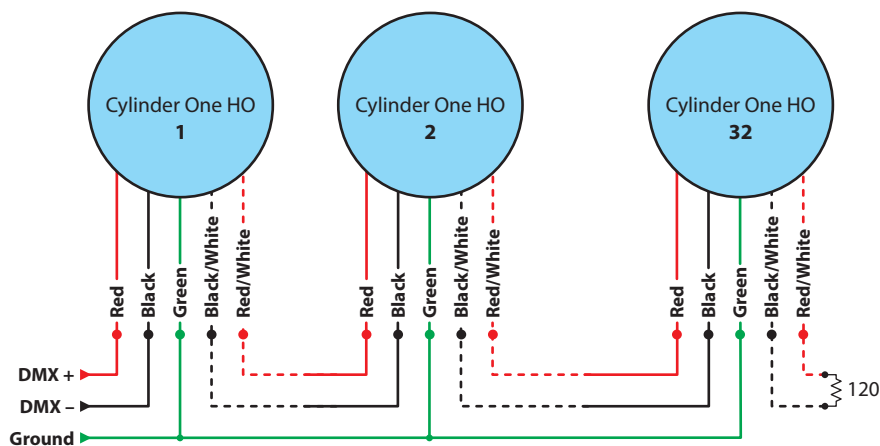 Cylinder One HO
1
Cylinder One HO
2
Cylinder One HO
32
Red
Black
Green
Black/White
Red/White
Red
Black
Green
Black/White
Red/White
Red
Black
Green
Black/White
Red/White
DMX +
DMX –
Ground
120